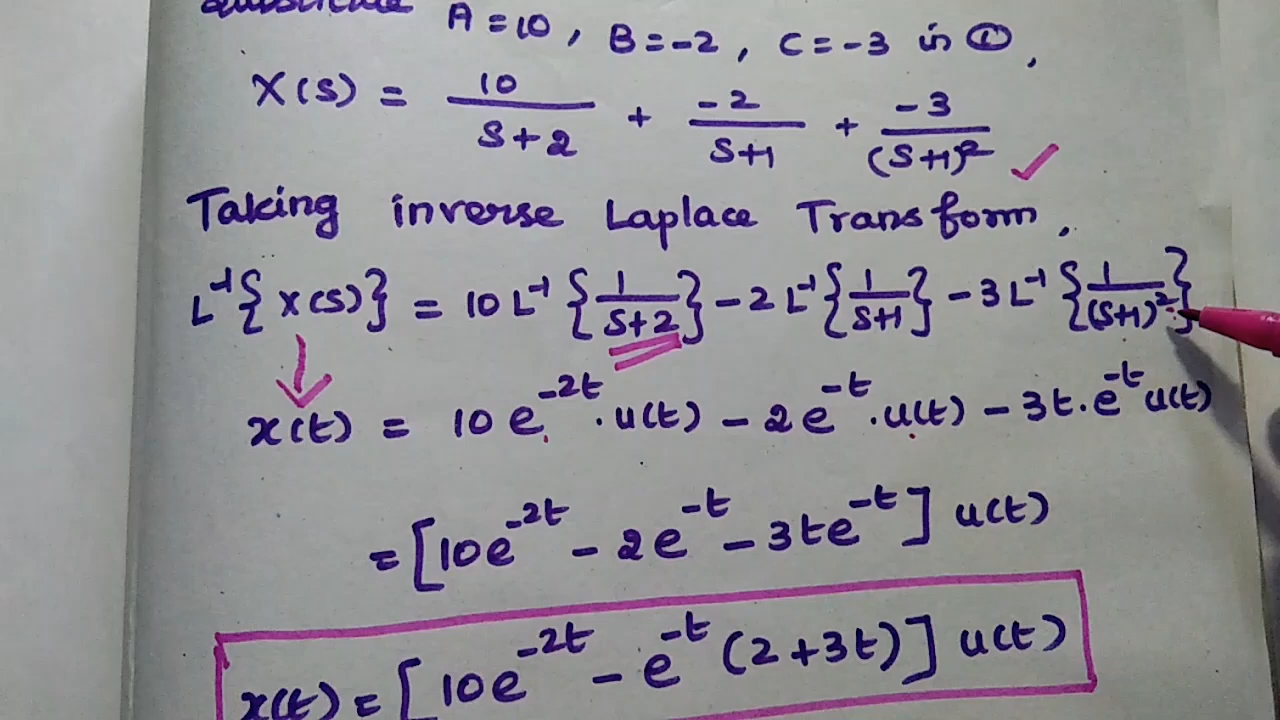 Substitute A = 10, B = -2, C = -3 in ①,
X(s) = 10/(S+2) + -2/(S+1) + -3/(S+1)² ✓
Taking inverse Laplace Transform,
L⁻¹{X(s)} = 10 L⁻¹{1/(S+2)} - 2 L⁻¹{1/(S+1)} - 3 L⁻¹{1/(S+1)²}
x(t) = 10 e^{-2t} · u(t) - 2e^{-t} · u(t) - 3t · e^{-t} u(t)
= [10e^{-2t} - 2e^{-t} - 3te^{-t}] u(t)
x(t) = [10e^{-2t} - e^{-t} (2+3t)] u(t)